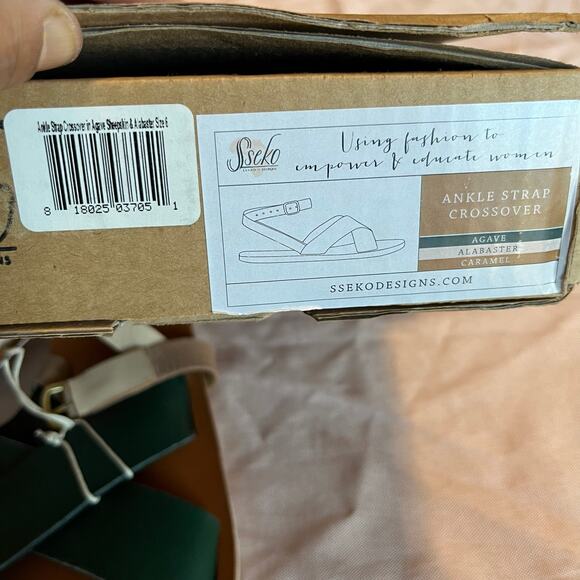 Ankle Strap Crossover in Agave Sheepskin & Alabaster Size 6
8 18025 03705 1
Sseko
DESIGNS
Using fashion to
empower & educate women
ANKLE STRAP
CROSSOVER
AGAVE
ALABASTER
CARAMEL
SSEKODESIGNS.COM